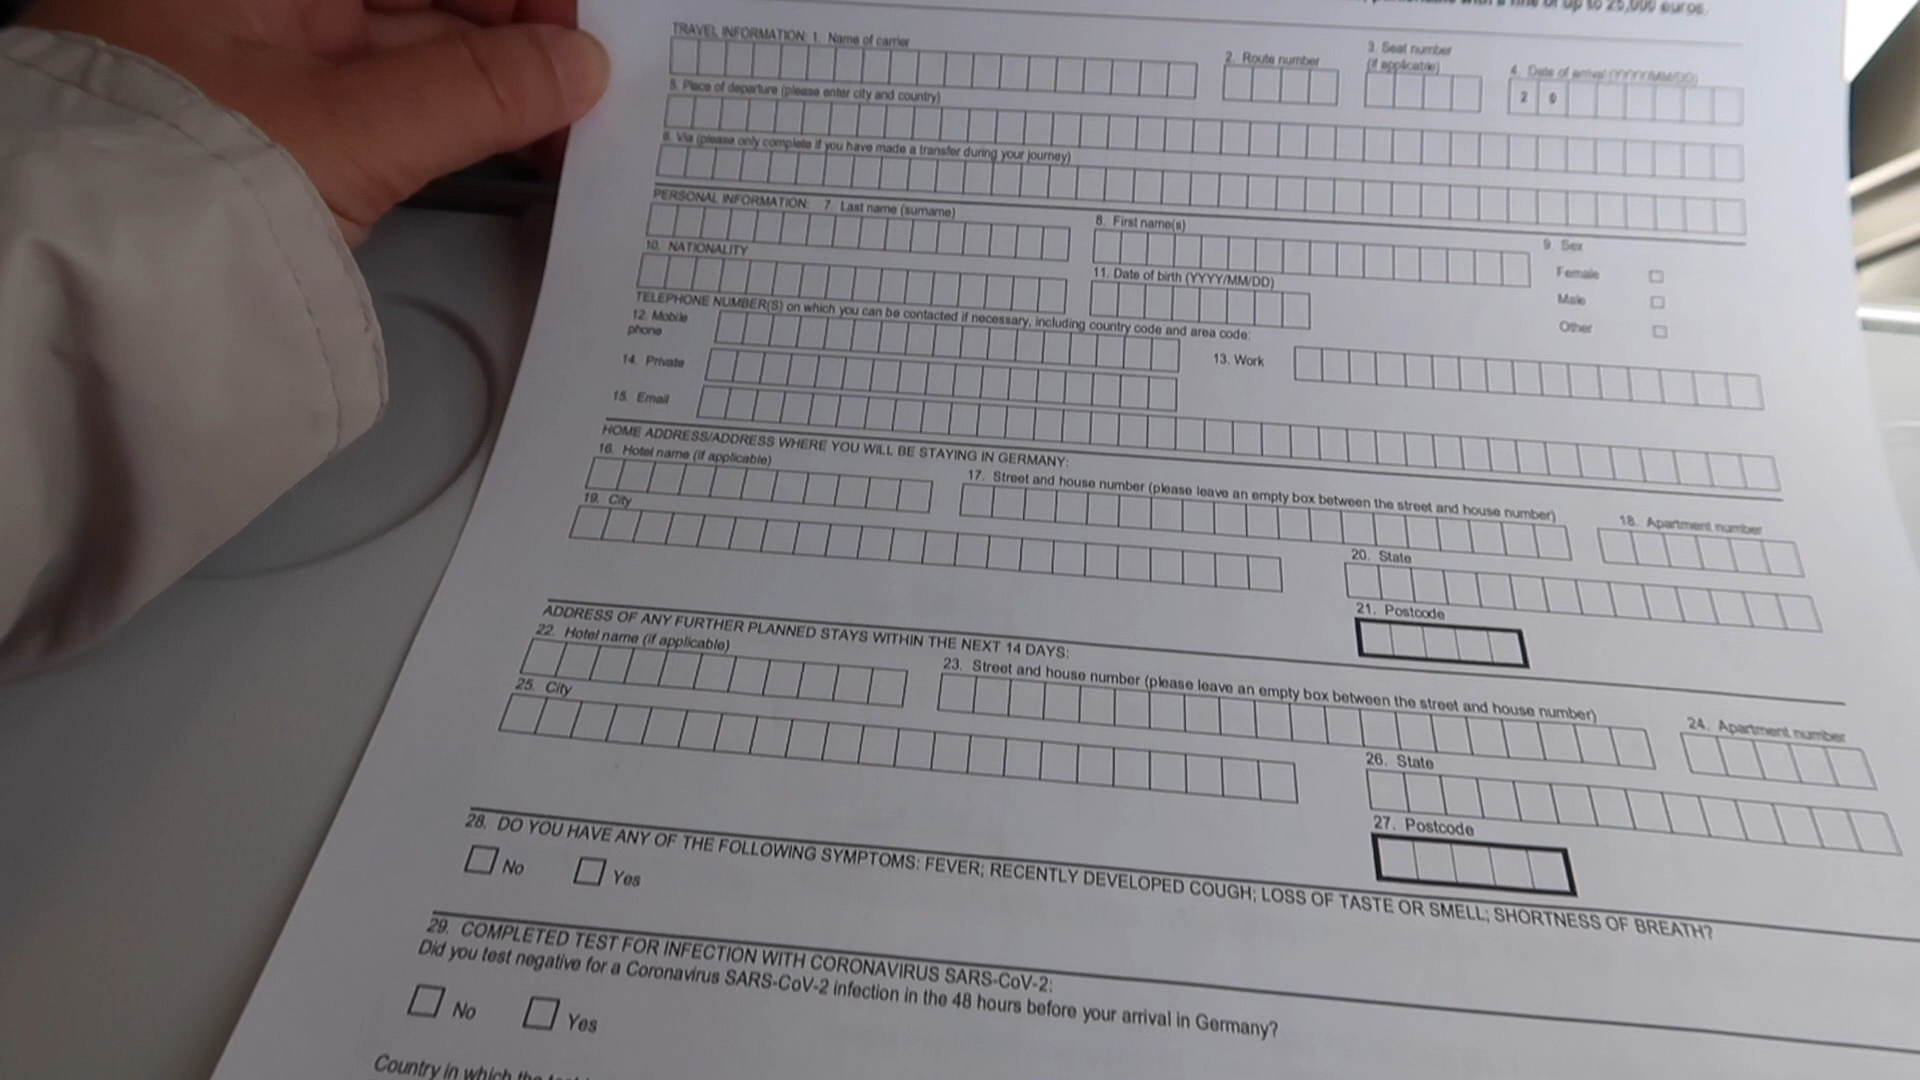 of up to 25,000 euros.
TRAVEL INFORMATION: 1. Name of carrier
2. Route number
3. Seat number
(if applicable)
4. Date of arrival (YYYY/MM/DD)
2 0
5. Place of departure (please enter city and country)
6. Via (please only complete if you have made a transfer during your journey)
PERSONAL INFORMATION: 7. Last name (surname)
8. First name(s)
9. Sex
Female
Male
Other
10. NATIONALITY
11. Date of birth (YYYY/MM/DD)
TELEPHONE NUMBER(S) on which you can be contacted if necessary, including country code and area code:
12. Mobile
phone
13. Work
14. Private
15. Email
HOME ADDRESS/ADDRESS WHERE YOU WILL BE STAYING IN GERMANY:
16. Hotel name (if applicable)
17. Street and house number (please leave an empty box between the street and house number)
18. Apartment number
19. City
20. State
21. Postcode
ADDRESS OF ANY FURTHER PLANNED STAYS WITHIN THE NEXT 14 DAYS:
22. Hotel name (if applicable)
23. Street and house number (please leave an empty box between the street and house number)
24. Apartment number
25. City
26. State
27. Postcode
28. DO YOU HAVE ANY OF THE FOLLOWING SYMPTOMS: FEVER; RECENTLY DEVELOPED COUGH; LOSS OF TASTE OR SMELL; SHORTNESS OF BREATH?
No Yes
29. COMPLETED TEST FOR INFECTION WITH CORONAVIRUS SARS-CoV-2:
Did you test negative for a Coronavirus SARS-CoV-2 infection in the 48 hours before your arrival in Germany?
No Yes
Country in which the